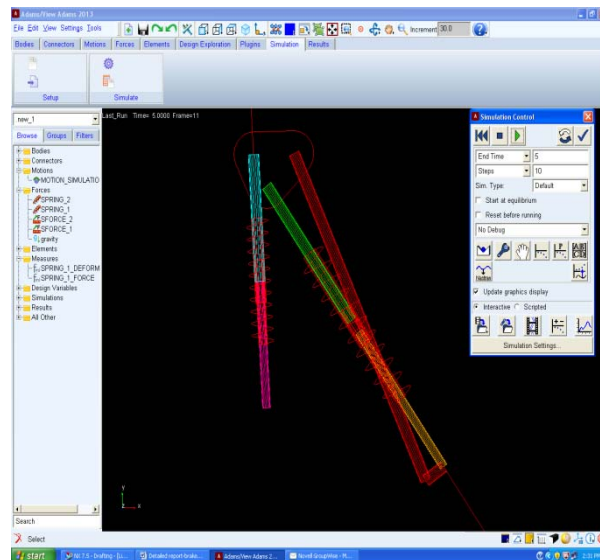 Adams/View Adams 2013
File Edit View Settings Tools
Increment 30.0
Bodies Connectors Motions Forces Elements Design Exploration Plugins Simulation Results
Setup Simulate
new_1
Browse Groups Filters
Bodies
Connectors
Motions
MOTION_SIMULATIO
Forces
SPRING_2
SPRING_1
SFORCE_2
SFORCE_1
gravity
Elements
Measures
SPRING_1_DEFORM
SPRING_1_FORCE
Design Variables
Simulations
Results
All Other
Search
Select
Last_Run Time= 5.0000 Frame=11
Y
Z X
Simulation Control
End Time 5
Steps 10
Sim. Type: Default
Start at equilibrium
Reset before running
No Debug
Update graphics display
Interactive Scripted
Simulation Settings...
start
NX 7.5 - Drafting - [U...
Detailed report-brake...
Adams/View Adams 2...
Novell GroupWise - M...
2:31 PM